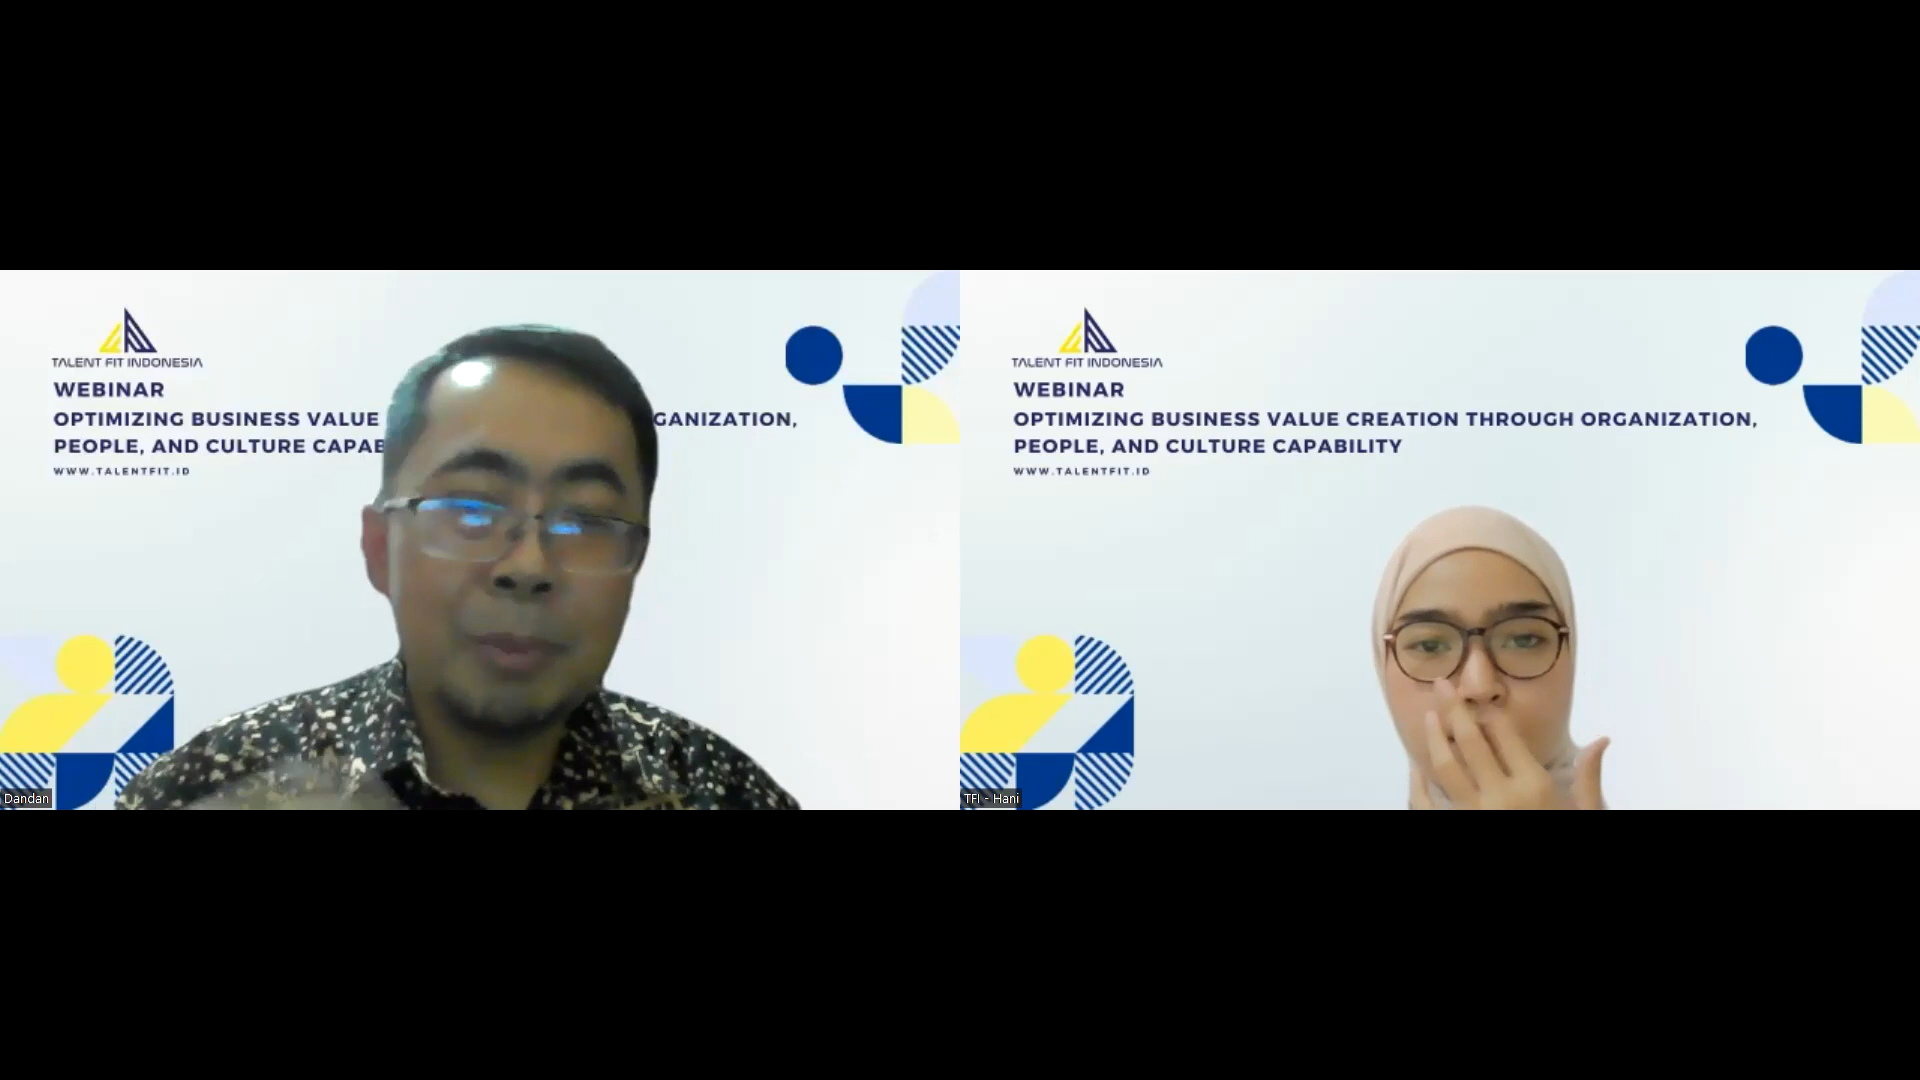 TALENT FIT INDONESIA
WEBINAR
OPTIMIZING BUSINESS VALUE GANIZATION,
PEOPLE, AND CULTURE CAPAB
WWW.TALENTFIT.ID
Dandan
TALENT FIT INDONESIA
WEBINAR
OPTIMIZING BUSINESS VALUE CREATION THROUGH ORGANIZATION,
PEOPLE, AND CULTURE CAPABILITY
WWW.TALENTFIT.ID
TFI - Hani